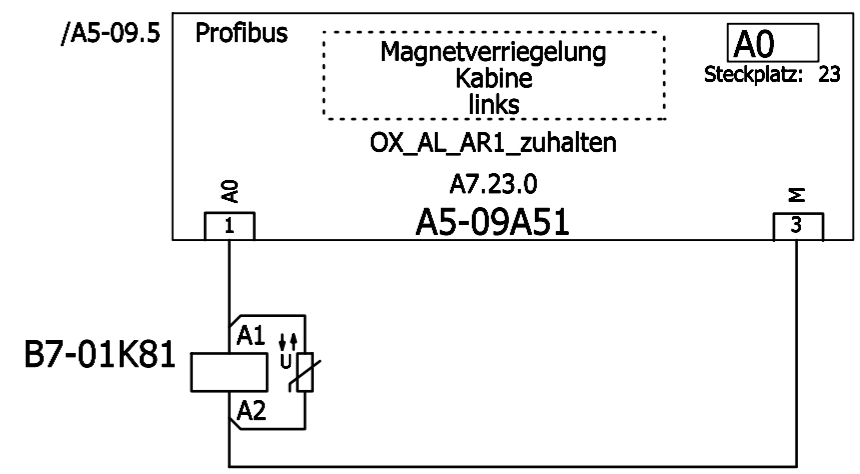 /A5-09.5 Profibus
A0
Magnetverriegelung
Kabine
links
Steckplatz: 23
OX_AL_AR1_zuhalten
A7.23.0
A5-09A51
A0
1
M
3
A1
U
B7-01K81
A2